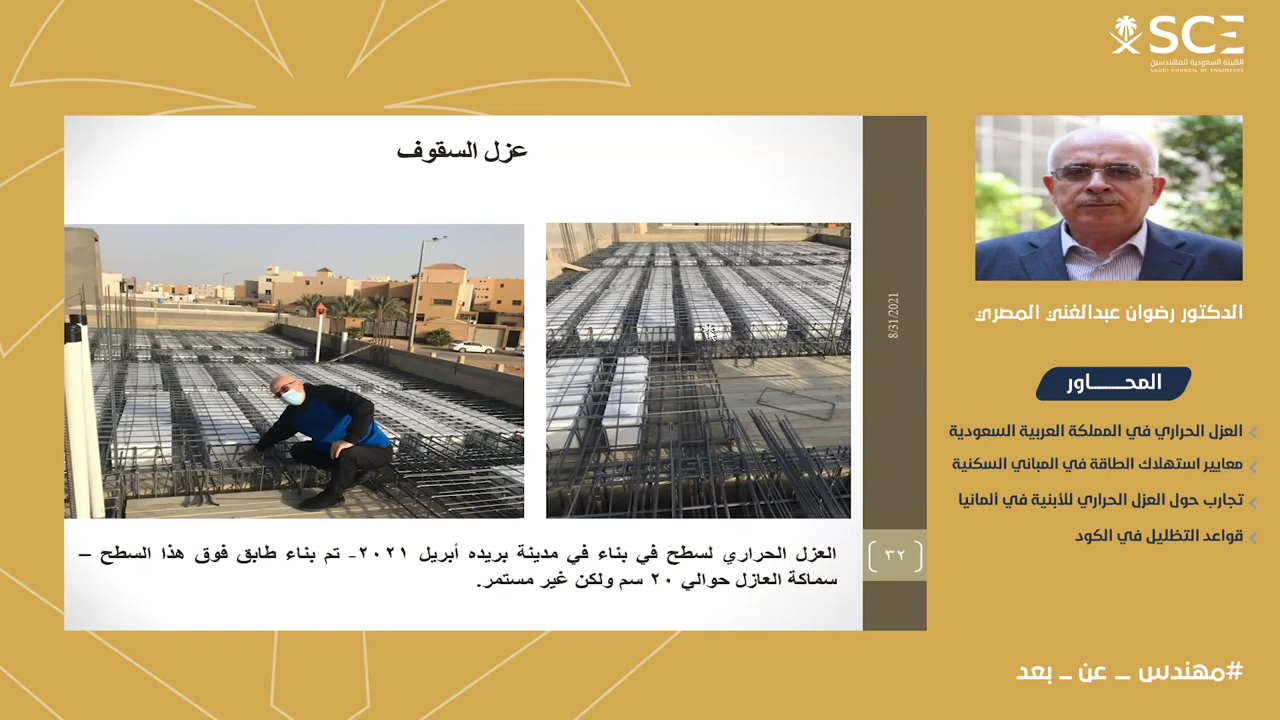 SCE
الهيئة السعودية للمهندسين
SAUDI COUNCIL OF ENGINEERS
عزل السقوف
العزل الحراري لسطح في بناء في مدينة بريده أبريل ٢٠٢١- تم بناء طابق فوق هذا السطح –
سماكة العازل حوالي ٢٠ سم ولكن غير مستمر.
8/31/2021
٣٢
الدكتور رضوان عبدالغني المصري
المحـــــاور
العزل الحراري في المملكة العربية السعودية
معايير استهلاك الطاقة في المباني السكنية
تجارب حول العزل الحراري للأبنية في ألمانيا
قواعد التظليل في الكود
#مهندس _ عن _ بعد